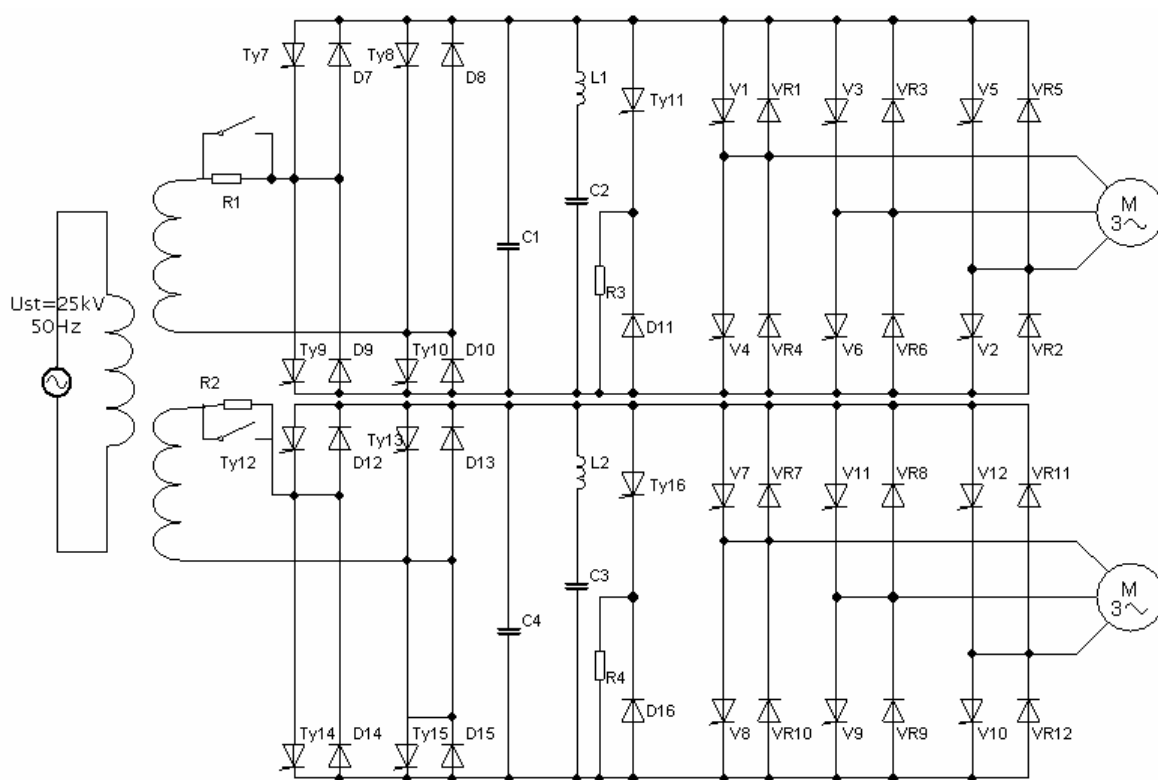 Ty7
D7
Ty8
D8
L1
Ty11
V1
VR1
V3
VR3
V5
VR5
R1
C2
C1
R3
D11
M
3
Ust=25kV
50Hz
Ty9
D9
Ty10
D10
V4
VR4
V6
VR6
V2
VR2
R2
Ty12
D12
Ty13
D13
L2
Ty16
V7
VR7
V11
VR8
V12
VR11
C3
C4
R4
D16
M
3
Ty14
D14
Ty15
D15
V8
VR10
V9
VR9
V10
VR12